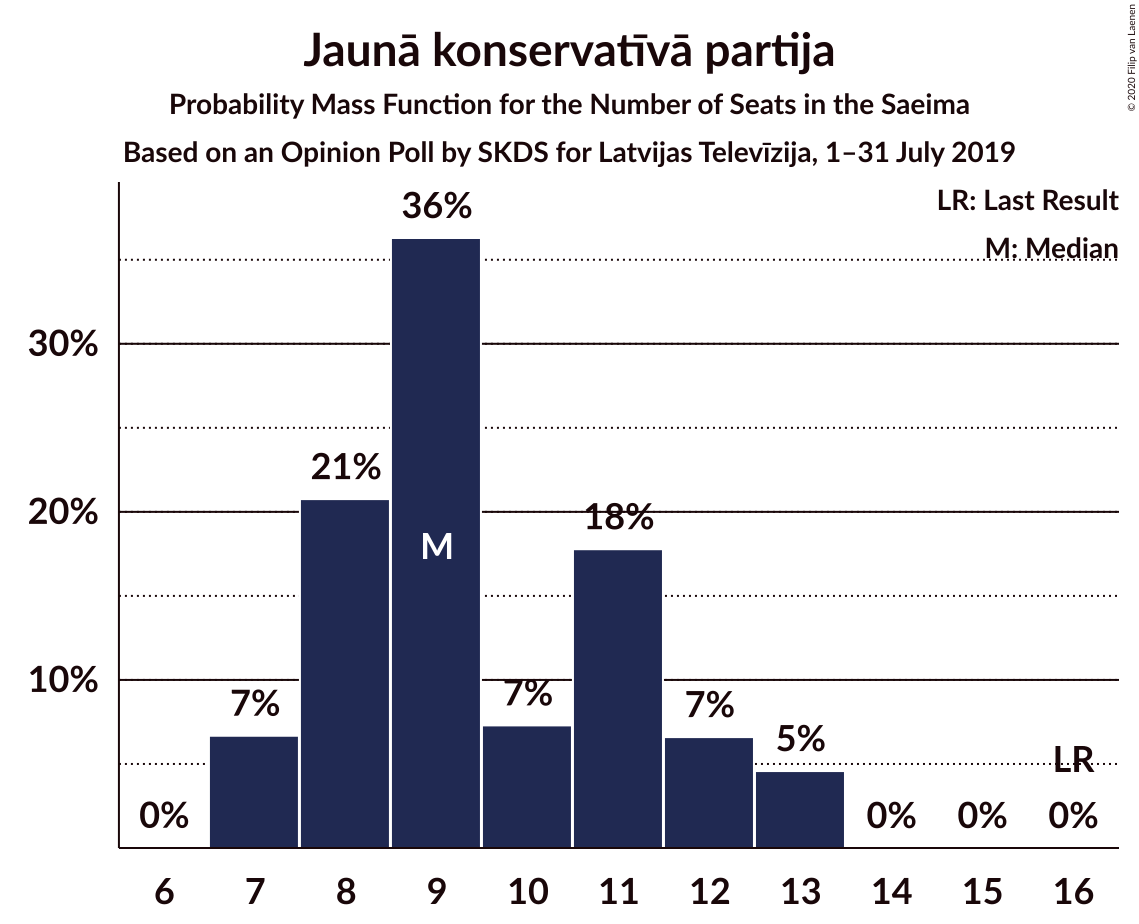 Jaunā konservatīvā partija
Probability Mass Function for the Number of Seats in the Saeima
Based on an Opinion Poll by SKDS for Latvijas Televīzija, 1–31 July 2019
© 2020 Filip van Laenen
LR: Last Result
M: Median
30%
20%
10%
0%
7%
21%
36%
M
7%
18%
7%
5%
0%
0%
LR
0%
6 7 8 9 10 11 12 13 14 15 16